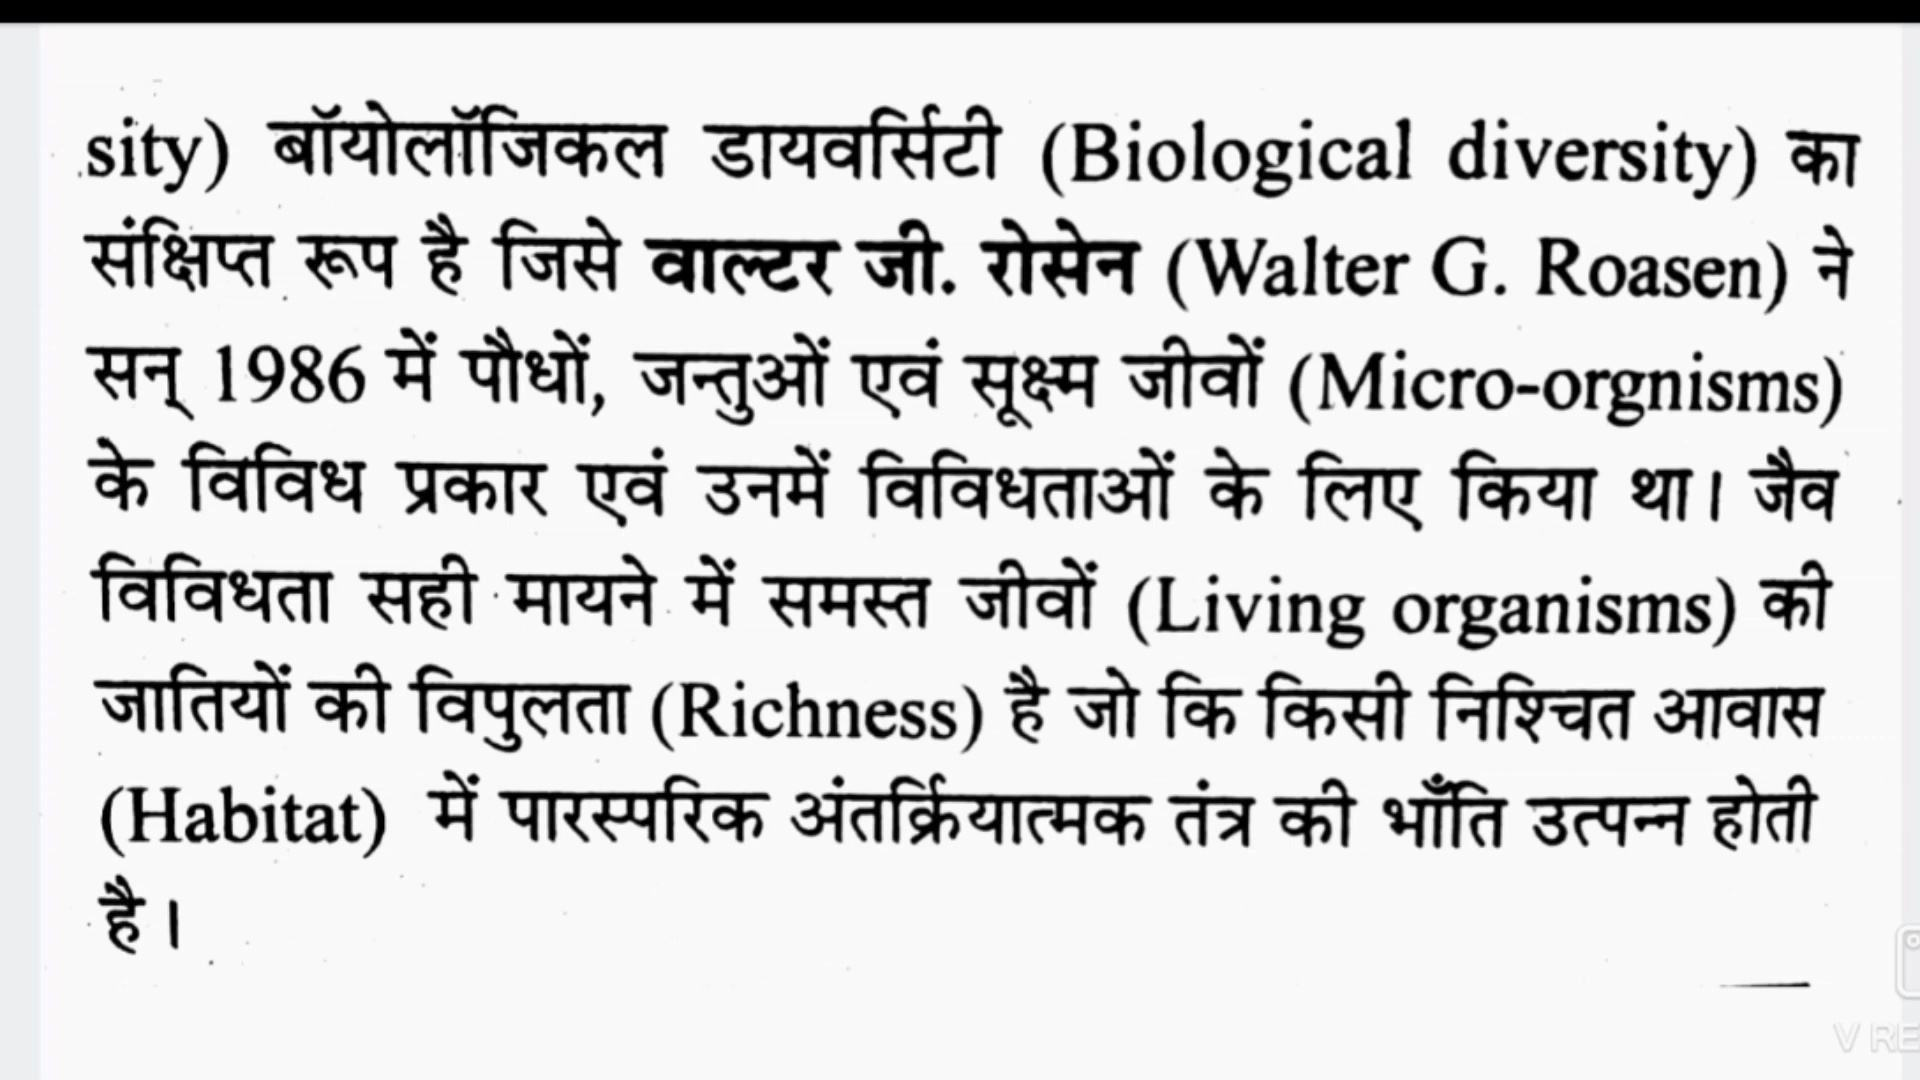 sity) बॉयोलॉजिकल डायवर्सिटी (Biological diversity) का
संक्षिप्त रूप है जिसे वाल्टर जी. रोसेन (Walter G. Roasen) ने
सन् 1986 में पौधों, जन्तुओं एवं सूक्ष्म जीवों (Micro-orgnisms)
के विविध प्रकार एवं उनमें विविधताओं के लिए किया था। जैव
विविधता सही मायने में समस्त जीवों (Living organisms) की
जातियों की विपुलता (Richness) है जो कि किसी निश्चित आवास
(Habitat) में पारस्परिक अंतर्क्रियात्मक तंत्र की भाँति उत्पन्न होती
है।
V RE